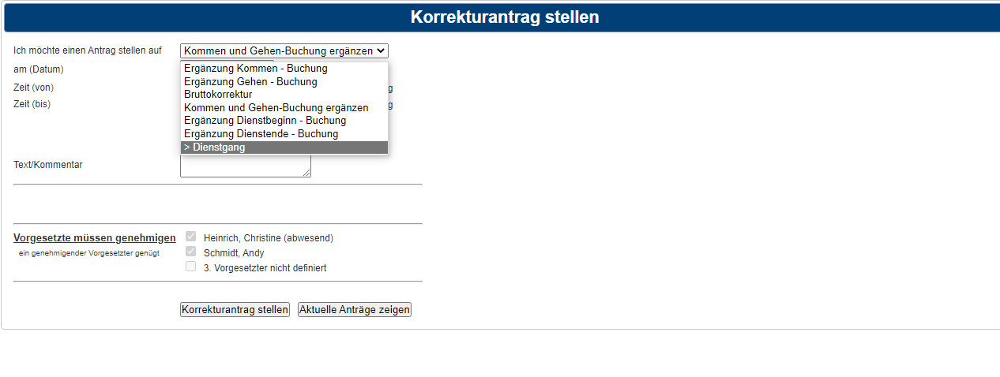 Korrekturantrag stellen
Ich möchte einen Antrag stellen auf
Kommen und Gehen-Buchung ergänzen
am (Datum)
Zeit (von)
Zeit (bis)
Ergänzung Kommen - Buchung
Ergänzung Gehen - Buchung
Bruttokorrektur
Kommen und Gehen-Buchung ergänzen
Ergänzung Dienstbeginn - Buchung
Ergänzung Dienstende - Buchung
> Dienstgang
Text/Kommentar
Vorgesetzte müssen genehmigen
ein genehmigender Vorgesetzter genügt
Heinrich, Christine (abwesend)
Schmidt, Andy
3. Vorgesetzter nicht definiert
Korrekturantrag stellen
Aktuelle Anträge zeigen